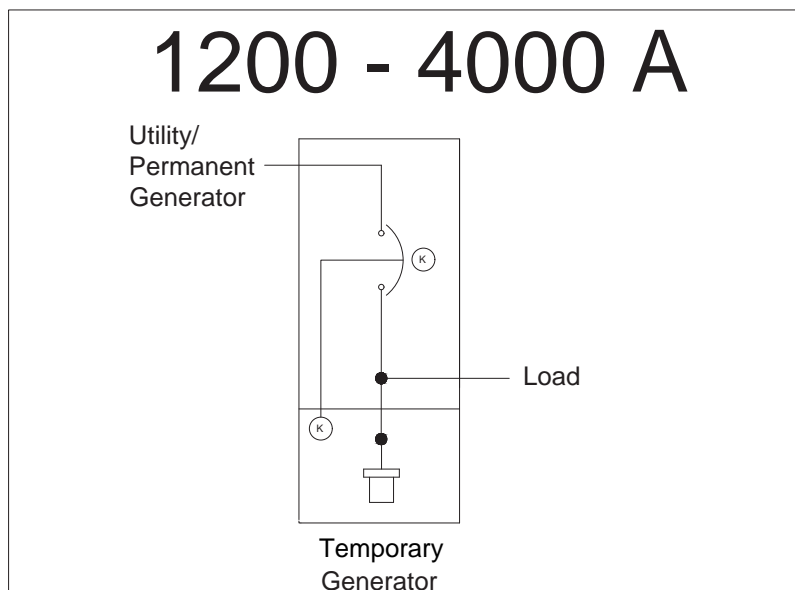 1200 - 4000 A
Utility/
Permanent
Generator
K
Load
K
Temporary
Generator